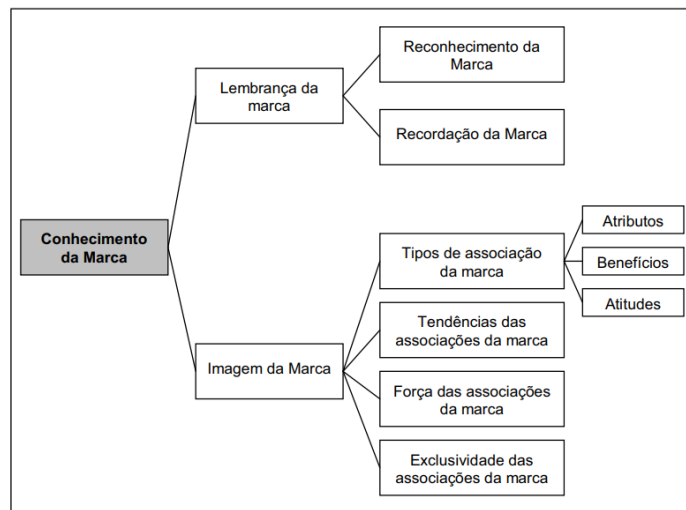 Reconhecimento da
Marca
Lembrança da
marca
Recordação da Marca
Conhecimento
da Marca
Tipos de associação
da marca
Atributos
Benefícios
Atitudes
Tendências das
associações da marca
Imagem da Marca
Força das associações
da marca
Exclusividade das
associações da marca